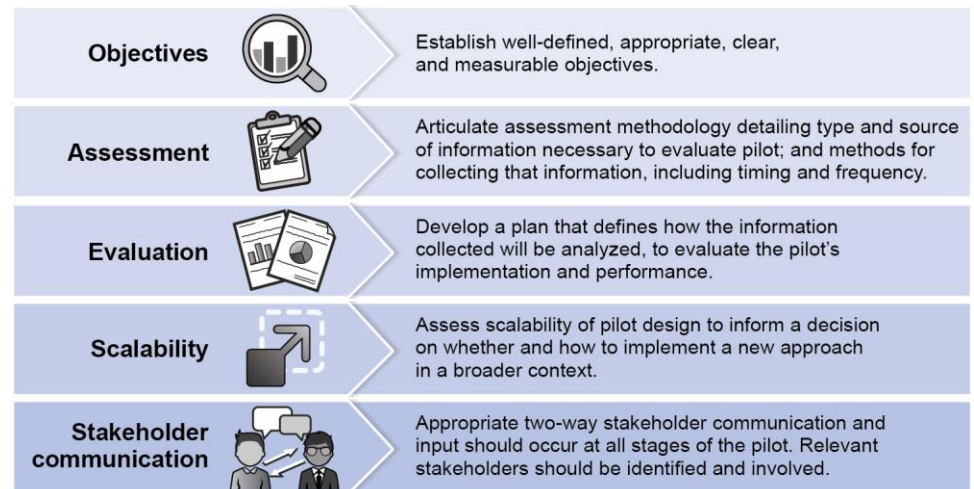 Objectives
Establish well-defined, appropriate, clear,
and measurable objectives.
Assessment
Articulate assessment methodology detailing type and source
of information necessary to evaluate pilot; and methods for
collecting that information, including timing and frequency.
Evaluation
Develop a plan that defines how the information
collected will be analyzed, to evaluate the pilot's
implementation and performance.
Scalability
Assess scalability of pilot design to inform a decision
on whether and how to implement a new approach
in a broader context.
Stakeholder
communication
Appropriate two-way stakeholder communication and
input should occur at all stages of the pilot. Relevant
stakeholders should be identified and involved.